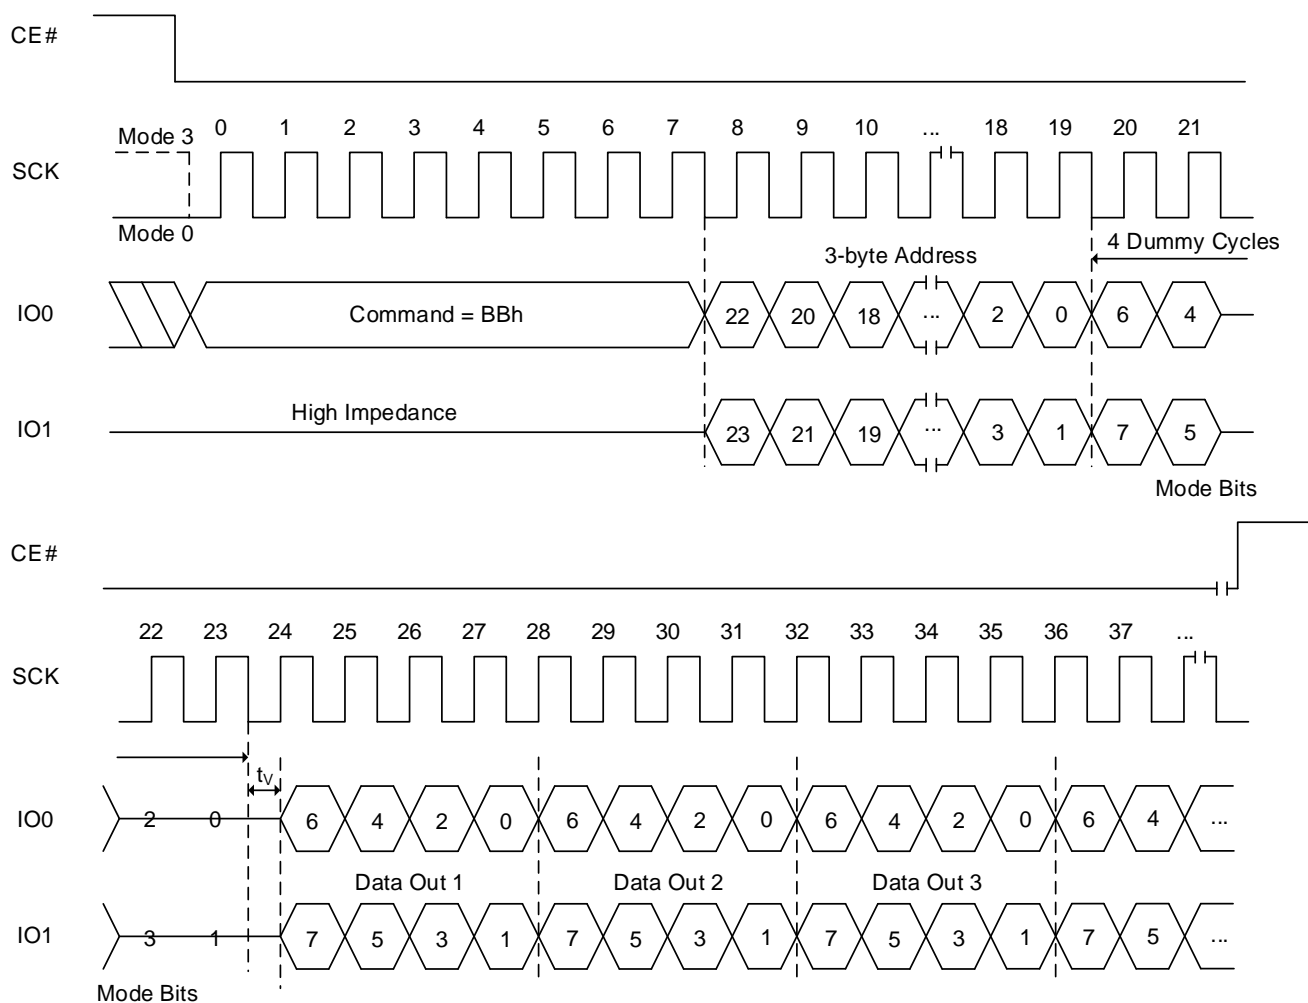 CE#
Mode 3 0 1 2 3 4 5 6 7 8 9 10 ... 18 19 20 21
SCK
Mode 0
3-byte Address 4 Dummy Cycles
IO0 Command = BBh 22 20 18 ... 2 0 6 4
High Impedance
IO1 23 21 19 ... 3 1 7 5
Mode Bits
CE#
22 23 24 25 26 27 28 29 30 31 32 33 34 35 36 37 ...
SCK
tV
IO0 2 0 6 4 2 0 6 4 2 0 6 4 2 0 6 4 ...
Data Out 1 Data Out 2 Data Out 3
IO1 3 1 7 5 3 1 7 5 3 1 7 5 3 1 7 5 ...
Mode Bits